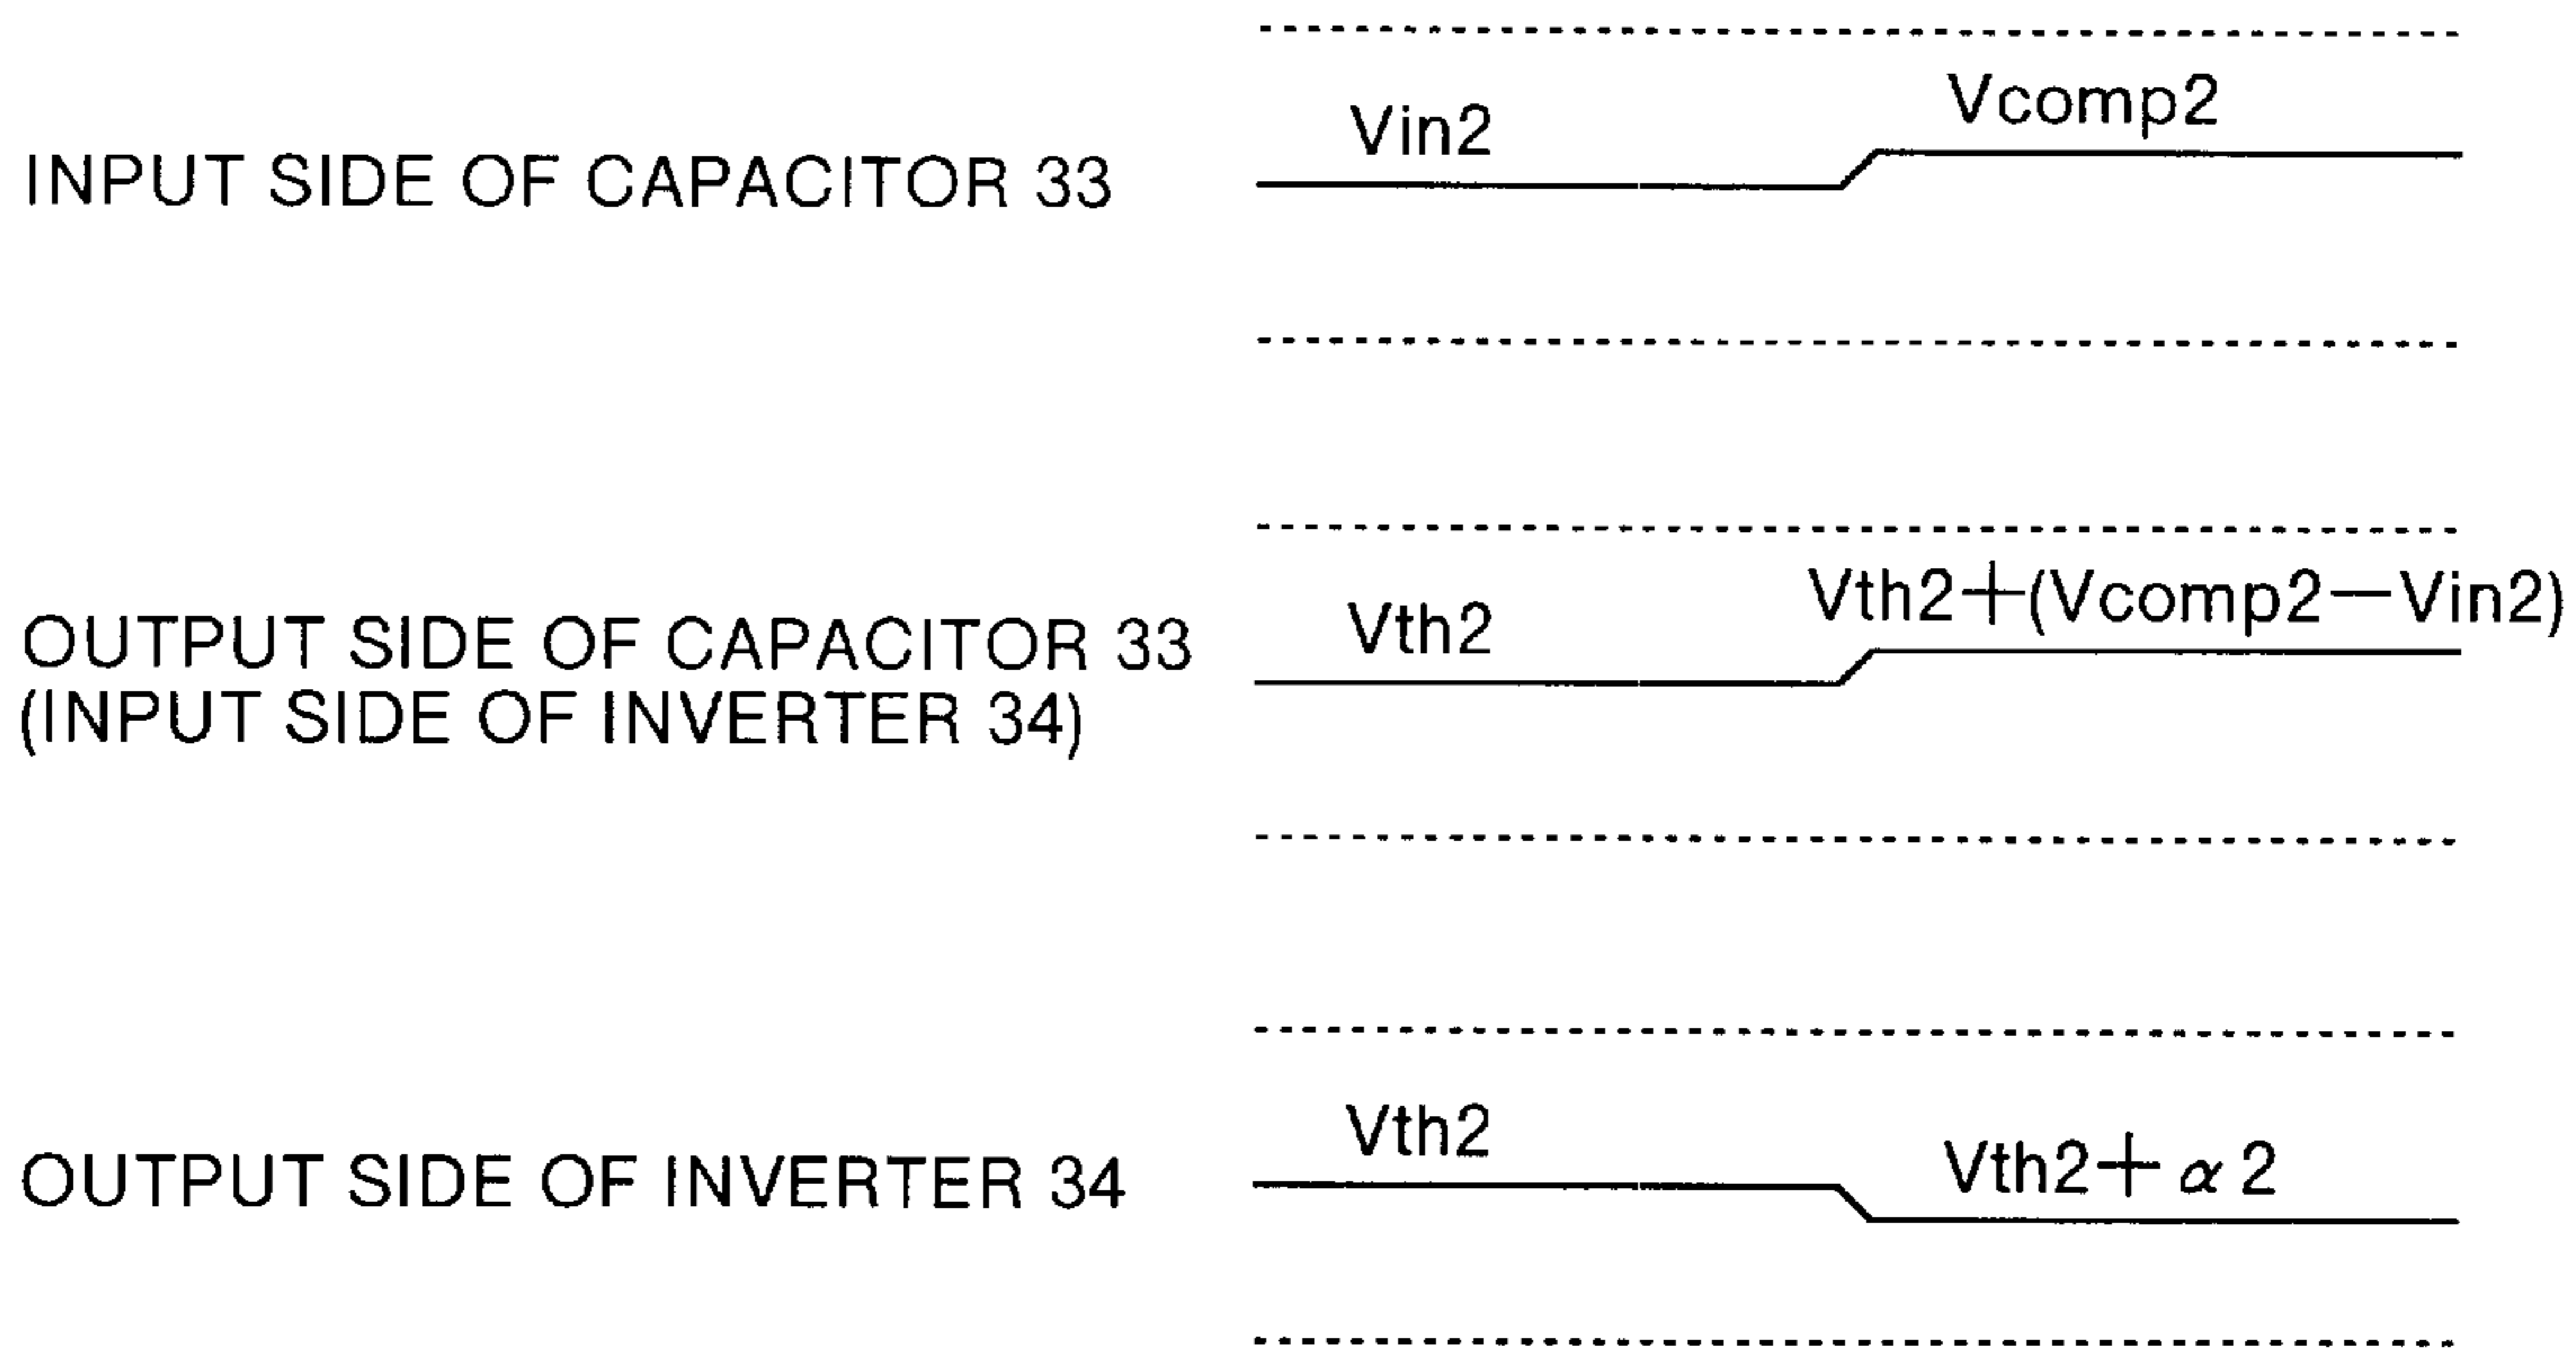 Vcomp2
Vin2
INPUT SIDE OF CAPACITOR 33
Vth2+(Vcomp2−Vin2)
Vth2
OUTPUT SIDE OF CAPACITOR 33
(INPUT SIDE OF INVERTER 34)
Vth2
OUTPUT SIDE OF INVERTER 34
Vth2+α2